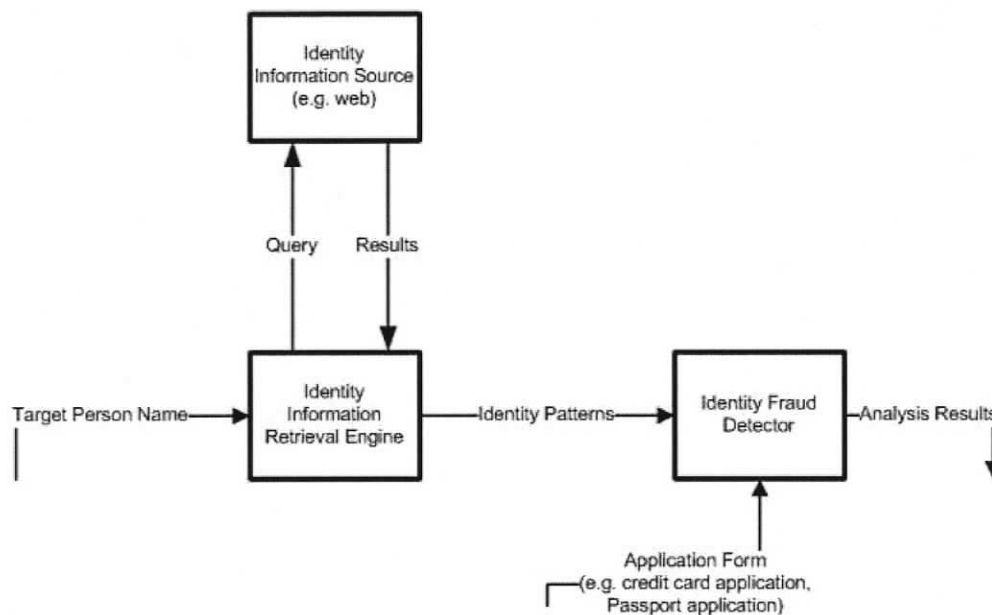 Identity
Information Source
(e.g. web)
Query
Results
Target Person Name
Identity
Information
Retrieval Engine
Identity Patterns
Identity Fraud
Detector
Analysis Results
Application Form
(e.g. credit card application,
Passport application)